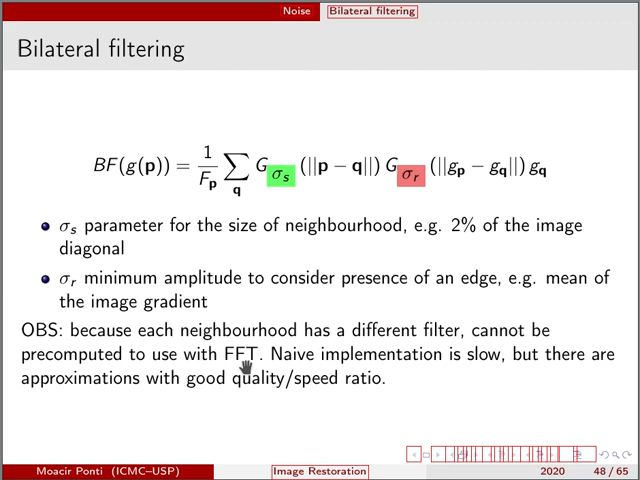 Noise
Bilateral filtering
Bilateral filtering
BF(g(p)) = 1/F_p ∑_q G_σs (||p − q||) G_σr (||g_p − g_q||) g_q
σs parameter for the size of neighbourhood, e.g. 2% of the image
diagonal
σr minimum amplitude to consider presence of an edge, e.g. mean of
the image gradient
OBS: because each neighbourhood has a different filter, cannot be
precomputed to use with FFT. Naive implementation is slow, but there are
approximations with good quality/speed ratio.
Moacir Ponti (ICMC–USP)
Image Restoration
2020
48 / 65